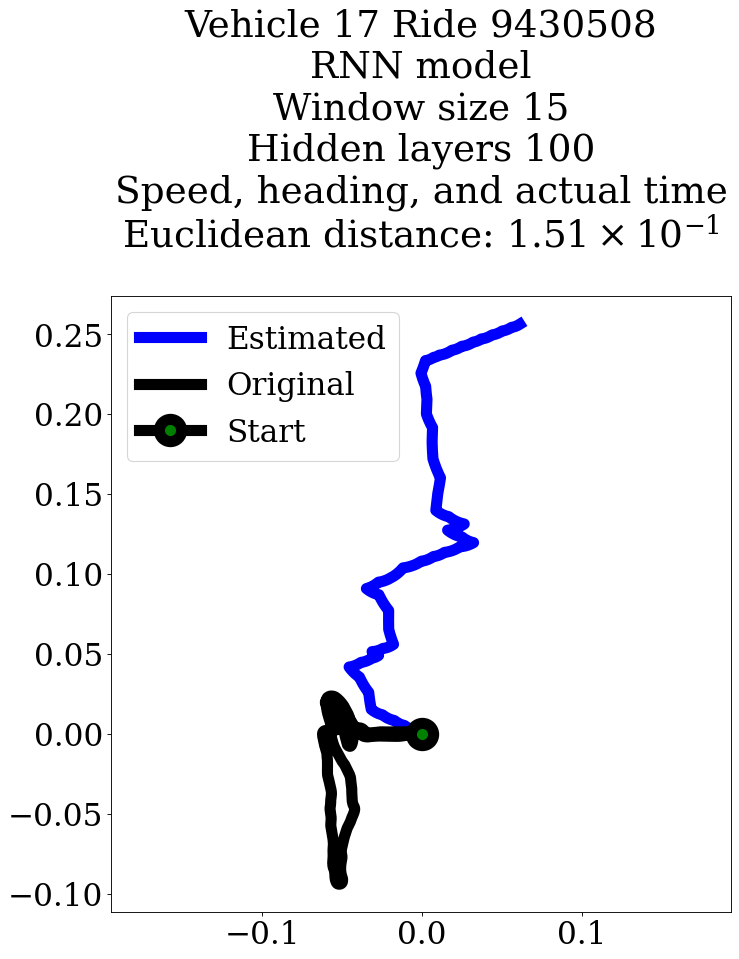 Vehicle 17 Ride 9430508
RNN model
Window size 15
Hidden layers 100
Speed, heading, and actual time
Euclidean distance: 1.51 × 10⁻¹
Estimated
Original
Start
0.25
0.20
0.15
0.10
0.05
0.00
−0.05
−0.10
−0.1 0.0 0.1